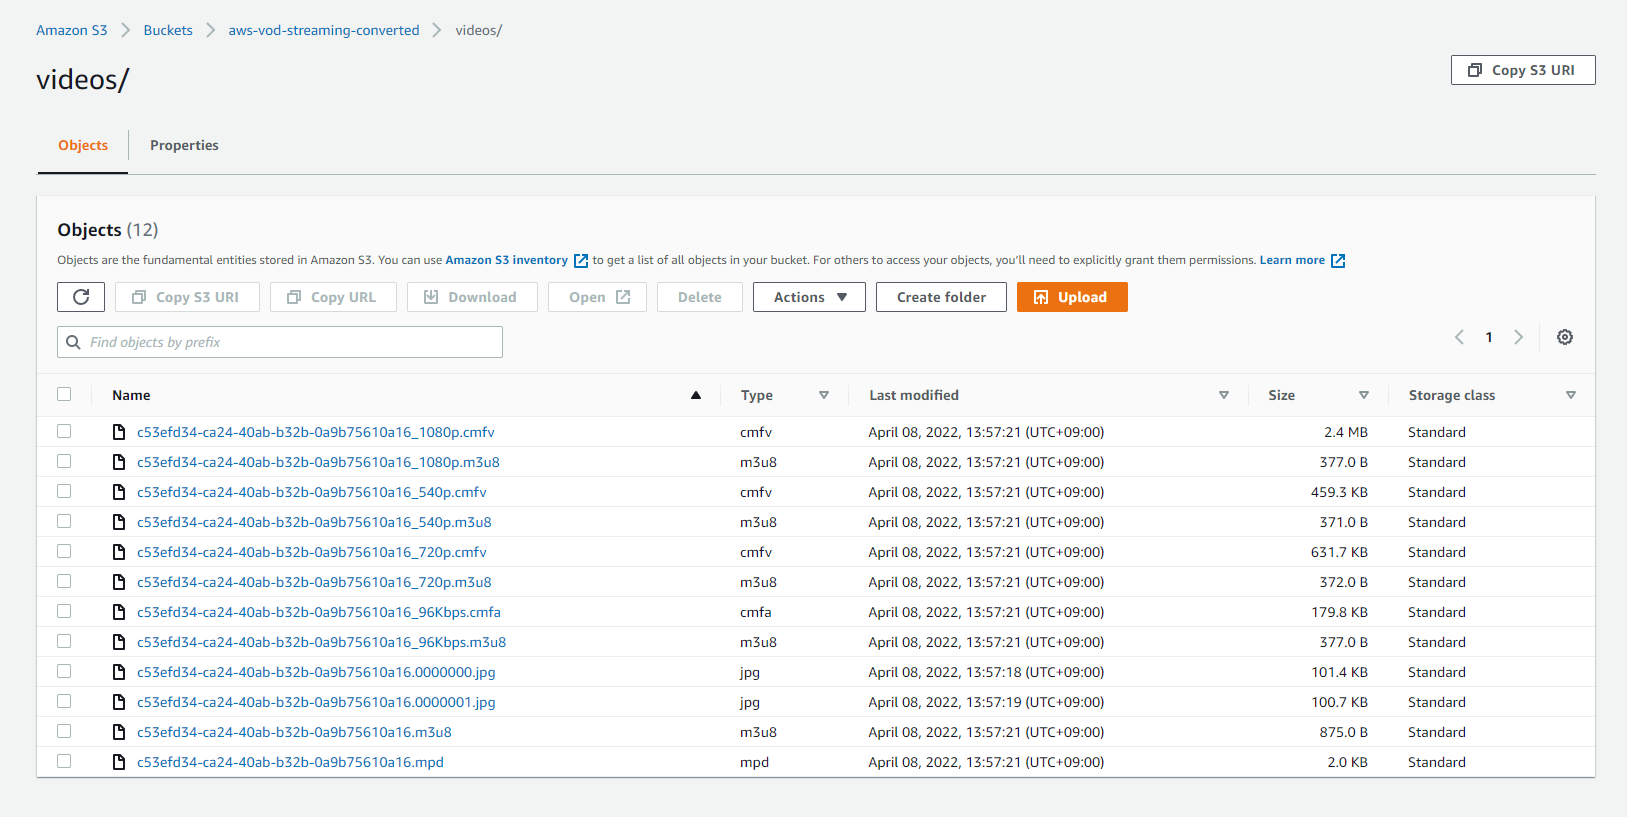 Amazon S3 > Buckets > aws-vod-streaming-converted > videos/
videos/
Copy S3 URI
Objects Properties
Objects (12)
Objects are the fundamental entities stored in Amazon S3. You can use Amazon S3 inventory to get a list of all objects in your bucket. For others to access your objects, you'll need to explicitly grant them permissions. Learn more
Copy S3 URI Copy URL Download Open Delete Actions Create folder Upload
Find objects by prefix
1
Name Type Last modified Size Storage class
c53efd34-ca24-40ab-b32b-0a9b75610a16_1080p.cmfv cmfv April 08, 2022, 13:57:21 (UTC+09:00) 2.4 MB Standard
c53efd34-ca24-40ab-b32b-0a9b75610a16_1080p.m3u8 m3u8 April 08, 2022, 13:57:21 (UTC+09:00) 377.0 B Standard
c53efd34-ca24-40ab-b32b-0a9b75610a16_540p.cmfv cmfv April 08, 2022, 13:57:21 (UTC+09:00) 459.3 KB Standard
c53efd34-ca24-40ab-b32b-0a9b75610a16_540p.m3u8 m3u8 April 08, 2022, 13:57:21 (UTC+09:00) 371.0 B Standard
c53efd34-ca24-40ab-b32b-0a9b75610a16_720p.cmfv cmfv April 08, 2022, 13:57:21 (UTC+09:00) 631.7 KB Standard
c53efd34-ca24-40ab-b32b-0a9b75610a16_720p.m3u8 m3u8 April 08, 2022, 13:57:21 (UTC+09:00) 372.0 B Standard
c53efd34-ca24-40ab-b32b-0a9b75610a16_96Kbps.cmfa cmfa April 08, 2022, 13:57:21 (UTC+09:00) 179.8 KB Standard
c53efd34-ca24-40ab-b32b-0a9b75610a16_96Kbps.m3u8 m3u8 April 08, 2022, 13:57:21 (UTC+09:00) 377.0 B Standard
c53efd34-ca24-40ab-b32b-0a9b75610a16.0000000.jpg jpg April 08, 2022, 13:57:18 (UTC+09:00) 101.4 KB Standard
c53efd34-ca24-40ab-b32b-0a9b75610a16.0000001.jpg jpg April 08, 2022, 13:57:19 (UTC+09:00) 100.7 KB Standard
c53efd34-ca24-40ab-b32b-0a9b75610a16.m3u8 m3u8 April 08, 2022, 13:57:21 (UTC+09:00) 875.0 B Standard
c53efd34-ca24-40ab-b32b-0a9b75610a16.mpd mpd April 08, 2022, 13:57:21 (UTC+09:00) 2.0 KB Standard